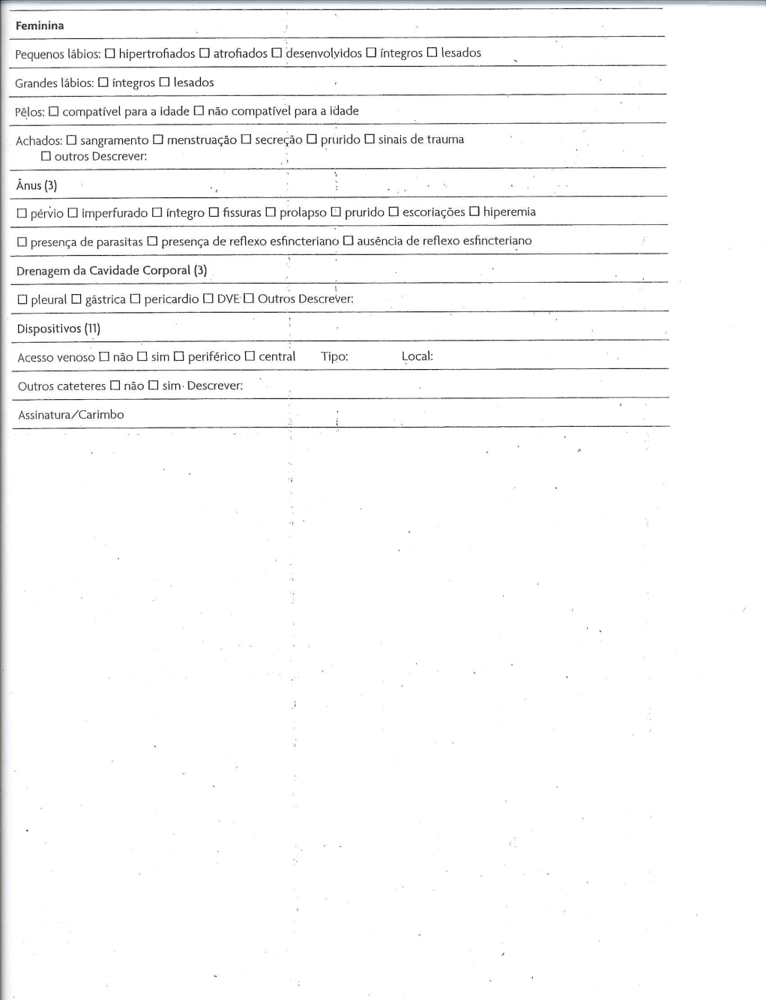 Feminina
Pequenos lábios: ☐ hipertrofiados ☐ atrofiados ☐ desenvolvidos ☐ íntegros ☐ lesados
Grandes lábios: ☐ íntegros ☐ lesados
Pêlos: ☐ compatível para a idade ☐ não compatível para a idade
Achados: ☐ sangramento ☐ menstruação ☐ secreção ☐ prurido ☐ sinais de trauma
☐ outros Descrever:
Ânus (3)
☐ pérvio ☐ imperfurado ☐ íntegro ☐ fissuras ☐ prolapso ☐ prurido ☐ escoriações ☐ hiperemia
☐ presença de parasitas ☐ presença de reflexo esfincteriano ☐ ausência de reflexo esfincteriano
Drenagem da Cavidade Corporal (3)
☐ pleural ☐ gástrica ☐ pericardio ☐ DVE ☐ Outros Descrever:
Dispositivos (11)
Acesso venoso ☐ não ☐ sim ☐ periférico ☐ central Tipo: Local:
Outros cateteres ☐ não ☐ sim Descrever:
Assinatura/Carimbo